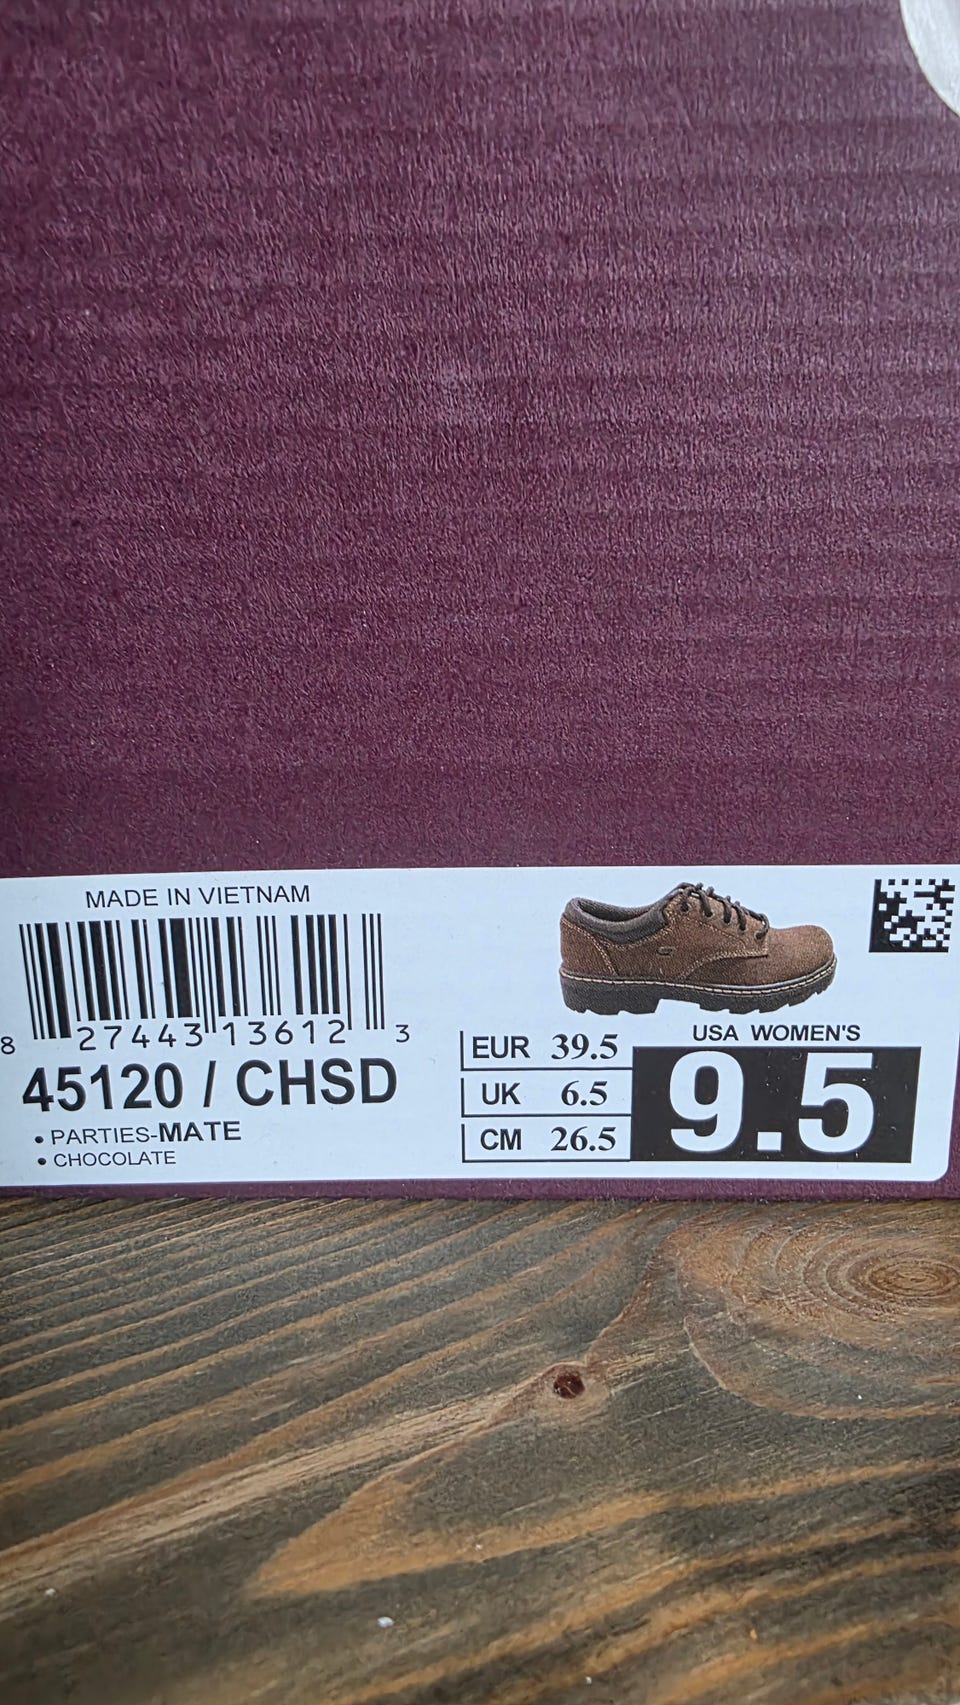 MADE IN VIETNAM
8 27443 13612 3
45120 / CHSD
• PARTIES-MATE
• CHOCOLATE
EUR 39.5
UK 6.5
CM 26.5
USA WOMEN'S
9.5